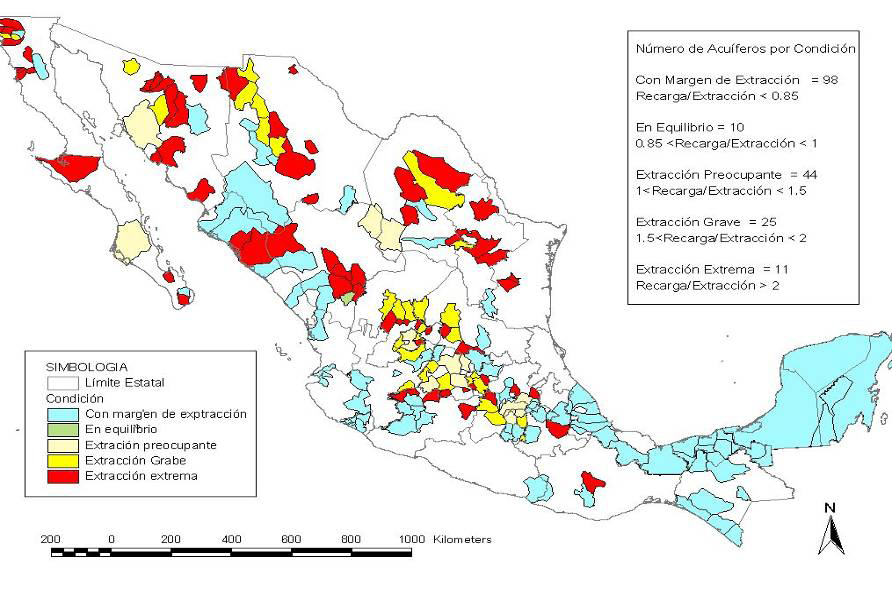 Número de Acuíferos por Condición
Con Margen de Extracción = 98
Recarga/Extracción < 0.85
En Equilibrio = 10
0.85 <Recarga/Extracción < 1
Extracción Preocupante = 44
1<Recarga/Extracción < 1.5
Extracción Grave = 25
1.5<Recarga/Extracción < 2
Extracción Extrema = 11
Recarga/Extracción > 2
SIMBOLOGIA
Límite Estatal
Condición
Con margen de exptracción
En equilibrio
Extración preocupante
Extracción Grabe
Extracción extrema
N
200 0 200 400 600 800 1000 Kilometers